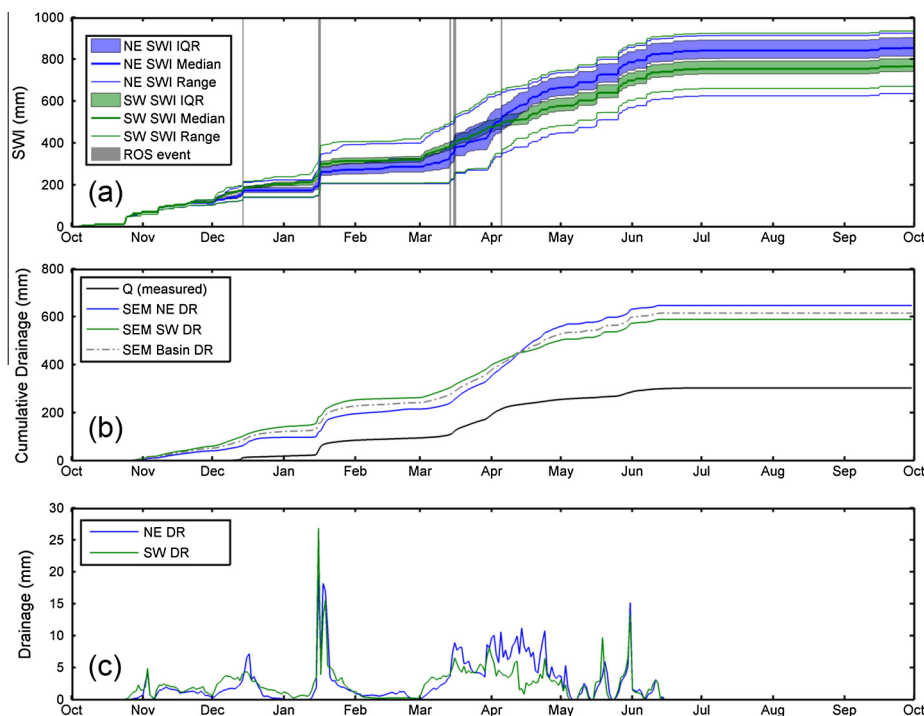 1000
800
600
400
200
0
SWI (mm)
NE SWI IQR
NE SWI Median
NE SWI Range
SW SWI IQR
SW SWI Median
SW SWI Range
ROS event
(a)
Oct Nov Dec Jan Feb Mar Apr May Jun Jul Aug Sep Oct
800
600
400
200
0
Cumulative Drainage (mm)
Q (measured)
SEM NE DR
SEM SW DR
SEM Basin DR
(b)
Oct Nov Dec Jan Feb Mar Apr May Jun Jul Aug Sep Oct
30
25
20
15
10
5
0
Drainage (mm)
NE DR
SW DR
(c)
Oct Nov Dec Jan Feb Mar Apr May Jun Jul Aug Sep Oct